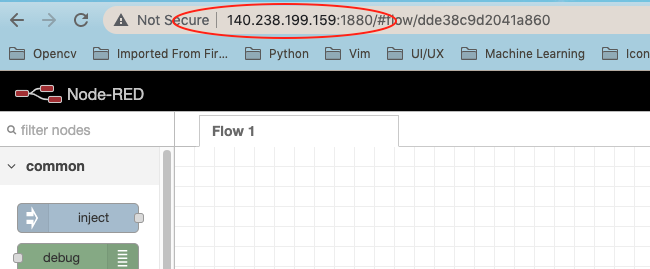 Not Secure 140.238.199.159:1880/#flow/dde38c9d2041a860
Opencv Imported From Fir... Python Vim UI/UX Machine Learning Icon
Node-RED
filter nodes
Flow 1
common
inject
debug